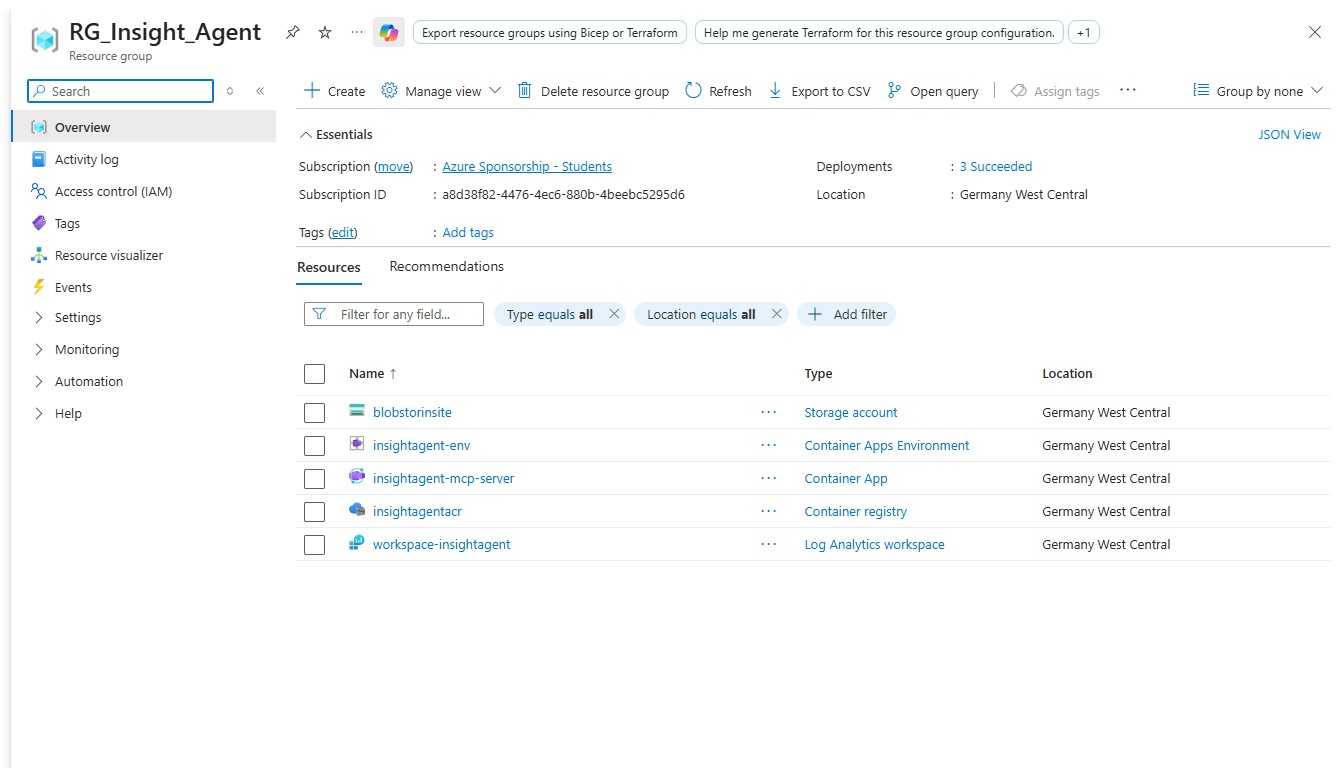 RG_Insight_Agent
Resource group
Export resource groups using Bicep or Terraform
Help me generate Terraform for this resource group configuration.
+1
Search
Create Manage view Delete resource group Refresh Export to CSV Open query Assign tags Group by none
Overview
Activity log
Access control (IAM)
Tags
Resource visualizer
Events
Settings
Monitoring
Automation
Help
Essentials
JSON View
Subscription (move) : Azure Sponsorship - Students
Deployments : 3 Succeeded
Subscription ID : a8d38f82-4476-4ec6-880b-4beebc5295d6
Location : Germany West Central
Tags (edit) : Add tags
Resources Recommendations
Filter for any field... Type equals all Location equals all Add filter
Name ↑ Type Location
blobstorinsite ··· Storage account Germany West Central
insightagent-env ··· Container Apps Environment Germany West Central
insightagent-mcp-server ··· Container App Germany West Central
insightagentacr ··· Container registry Germany West Central
workspace-insightagent ··· Log Analytics workspace Germany West Central